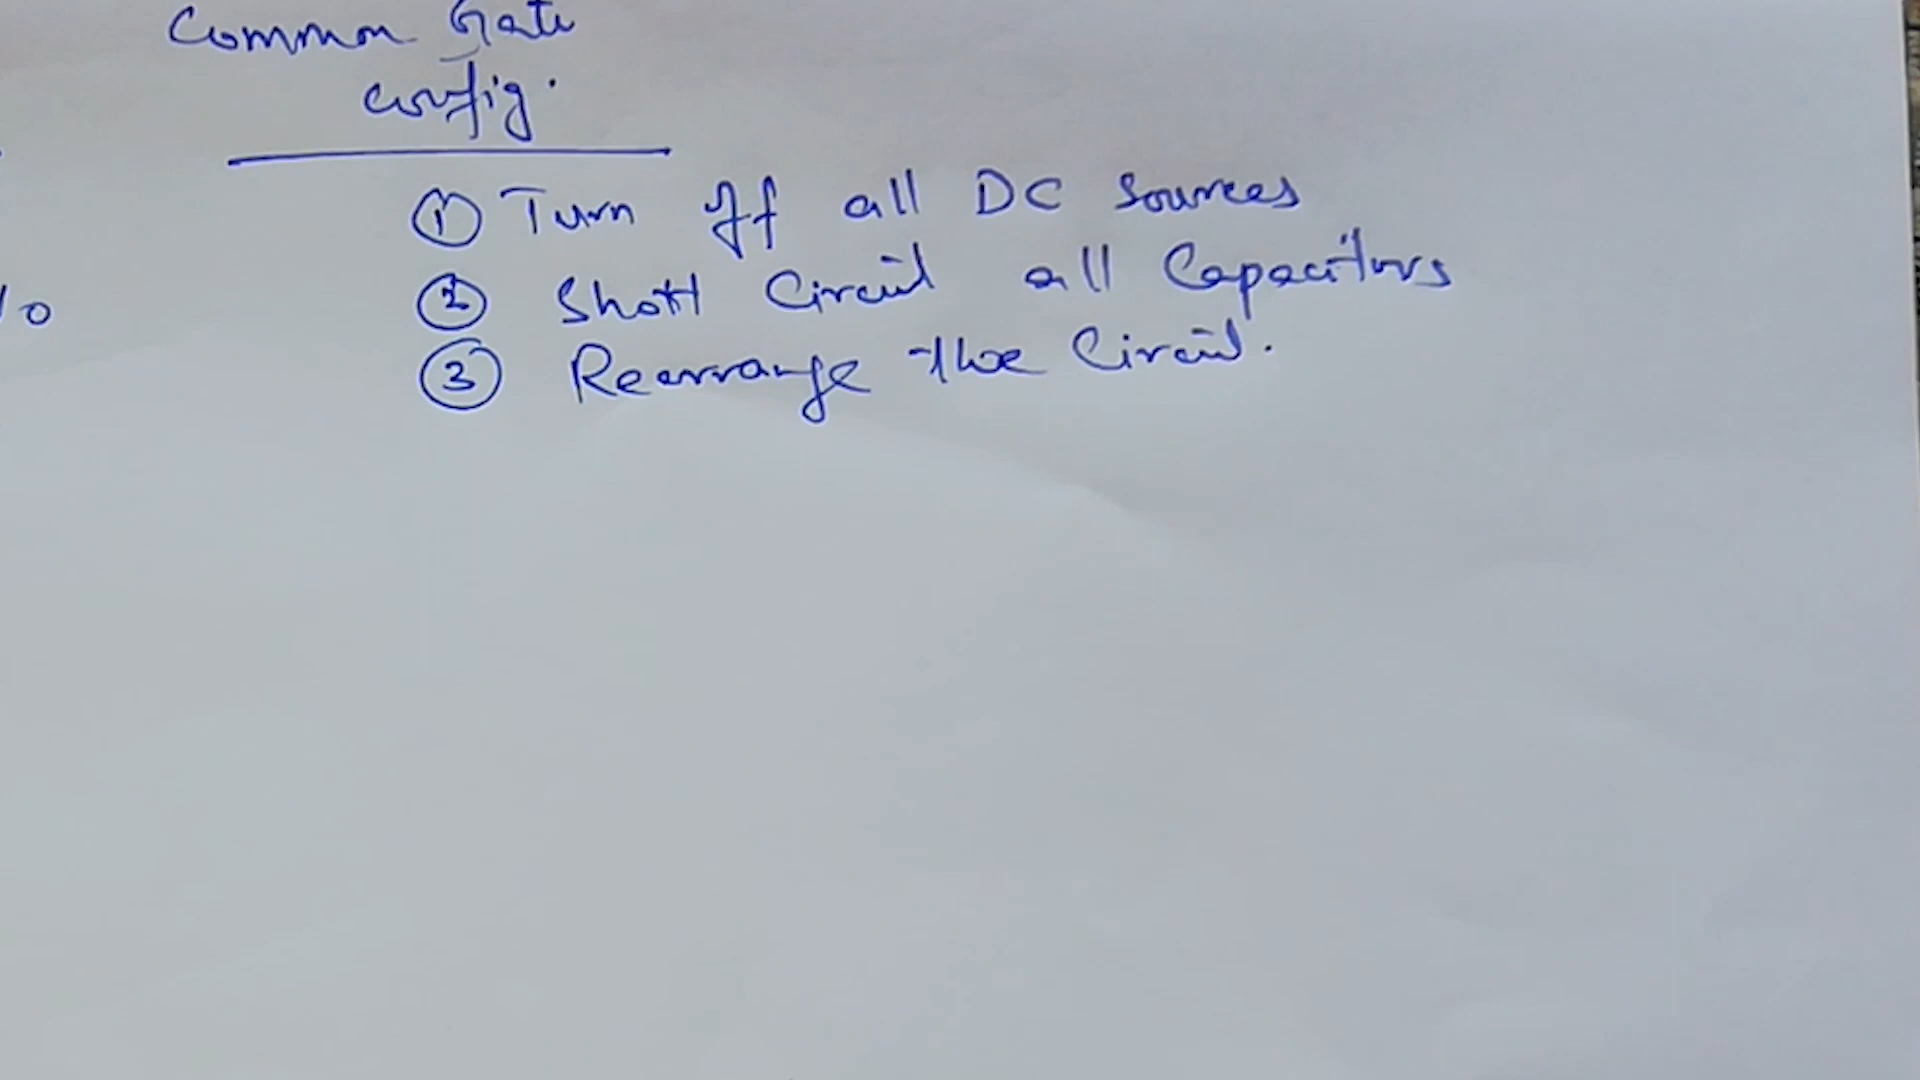 Common Gate
config.
① Turn off all DC sources
② Short Circuit all Capacitors
③ Rearrange the Circuit.